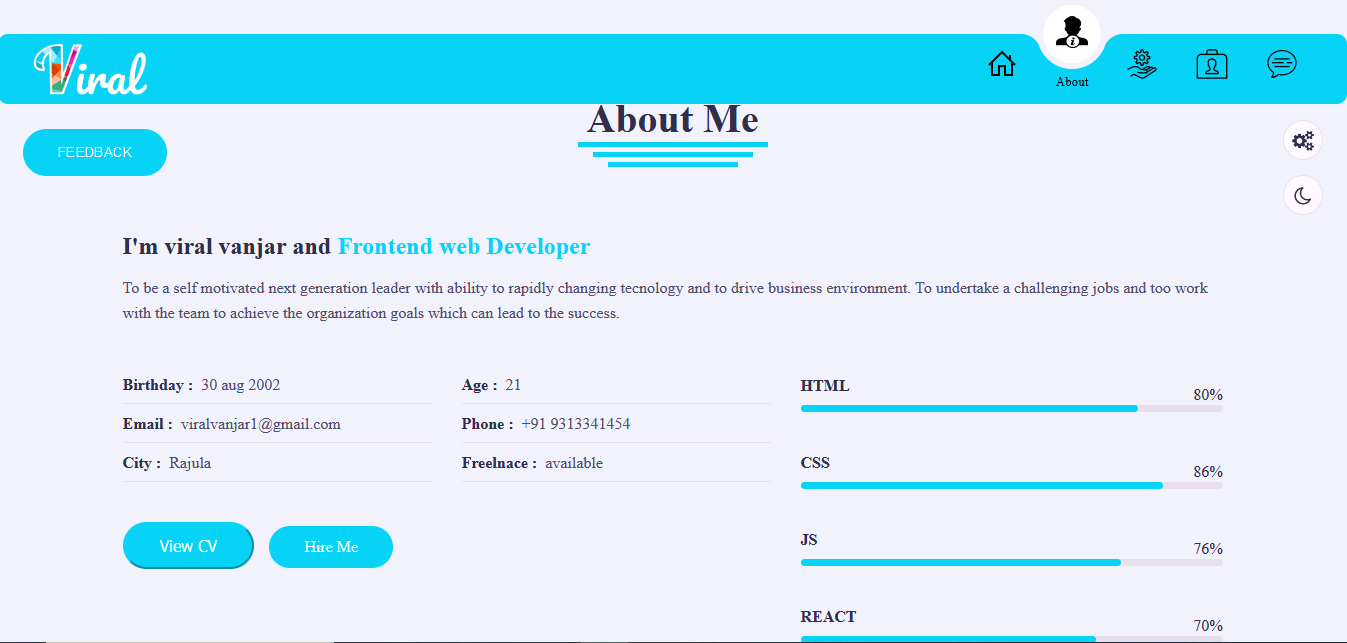 Viral
About
About Me
FEEDBACK
I'm viral vanjar and Frontend web Developer
To be a self motivated next generation leader with ability to rapidly changing tecnology and to drive business environment. To undertake a challenging jobs and too work
with the team to achieve the organization goals which can lead to the success.
Birthday : 30 aug 2002
Age : 21
Email : viralvanjar1@gmail.com
Phone : +91 9313341454
City : Rajula
Freelnace : available
View CV
Hire Me
HTML
80%
CSS
86%
JS
76%
REACT
70%